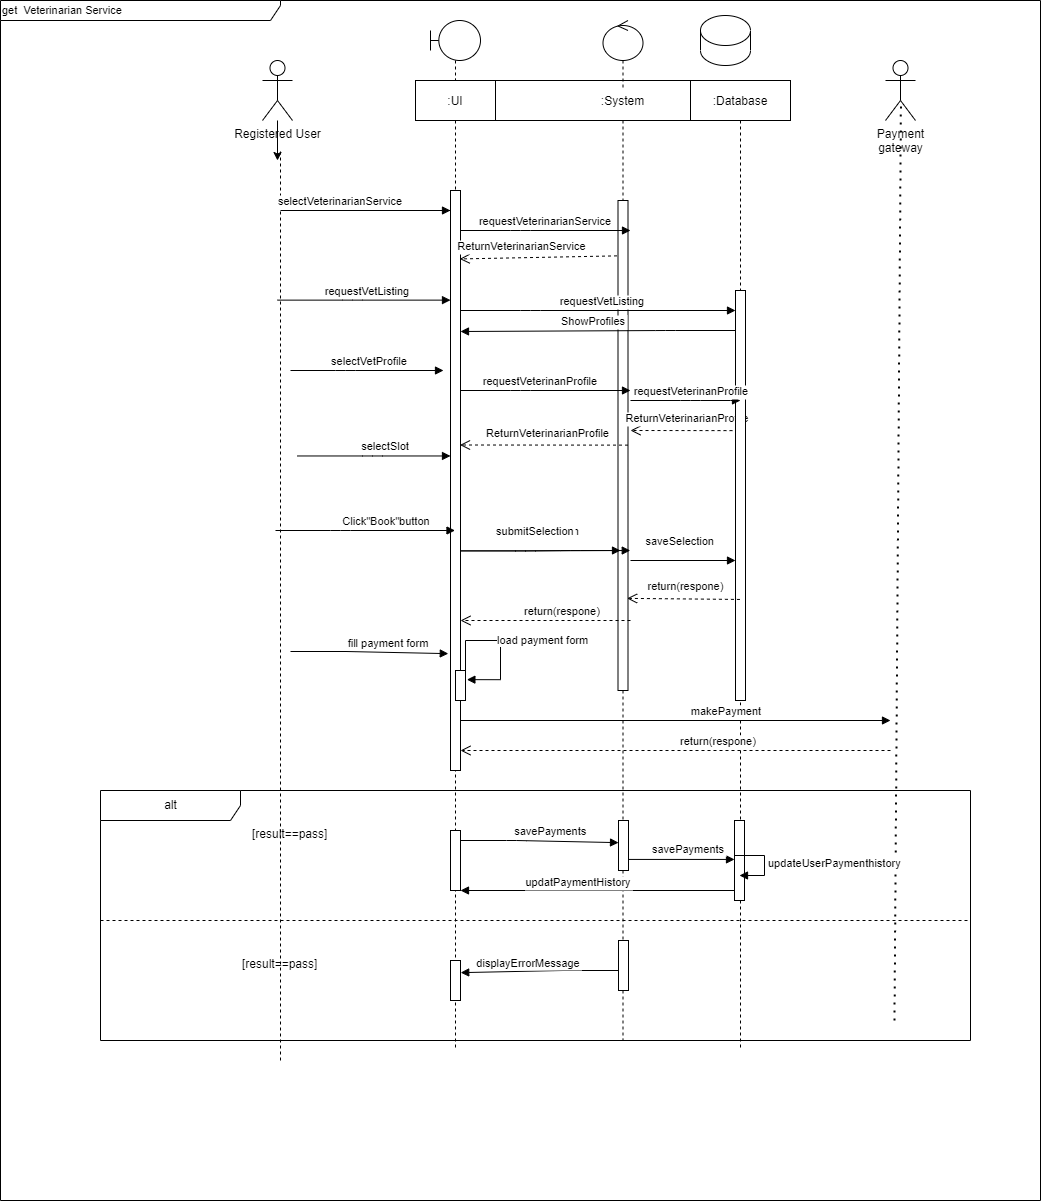 get  Veterinarian Service
:UI
:System
:Database
Registered User
Payment
gateway
selectVeterinarianService
requestVeterinarianService
ReturnVeterinarianService
requestVetListing
requestVetListing
ShowProfiles
selectVetProfile
requestVeterinanProfile
requestVeterinanProfile
ReturnVeterinarianProfile
ReturnVeterinarianProfile
selectSlot
Click"Book"button
submitSelection
saveSelection
return(respone)
return(respone)
load payment form
fill payment form
makePayment
return(respone)
alt
[result==pass]
savePayments
savePayments
updateUserPaymenthistory
updatPaymentHistory
[result==pass]
displayErrorMessage